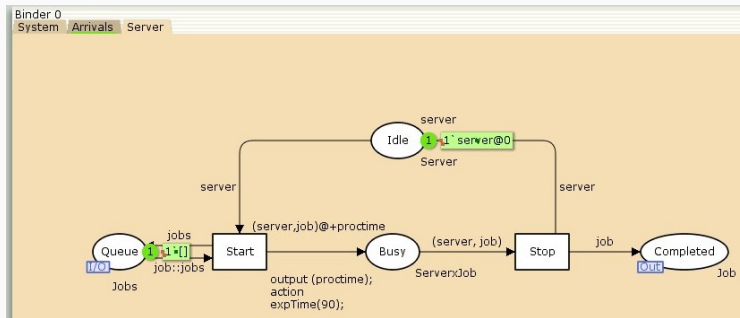 Binder 0
System Arrivals Server
server
Idle 1 1`server@0
Server
server server
jobs (server,job)@+proctime
Queue 1 1`[] Start Busy (server, job) Stop job Completed
I/O job::jobs Out
Jobs ServerxJob Job
output (proctime);
action
expTime(90);